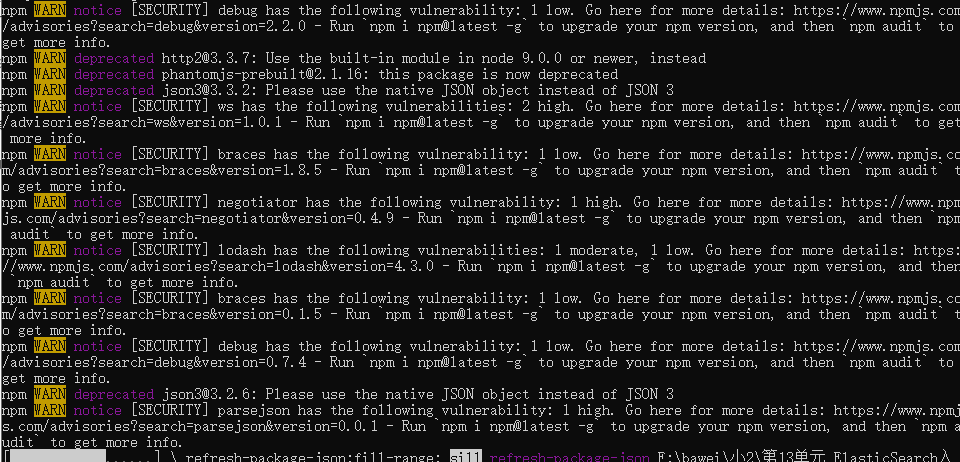 npm WARN notice [SECURITY] debug has the following vulnerability: 1 low. Go here for more details: https://www.npmjs.com
/advisories?search=debug&version=2.2.0 - Run `npm i npm@latest -g` to upgrade your npm version, and then `npm audit` to
get more info.
npm WARN deprecated http2@3.3.7: Use the built-in module in node 9.0.0 or newer, instead
npm WARN deprecated phantomjs-prebuilt@2.1.16: this package is now deprecated
npm WARN deprecated json3@3.3.2: Please use the native JSON object instead of JSON 3
npm WARN notice [SECURITY] ws has the following vulnerabilities: 2 high. Go here for more details: https://www.npmjs.com
/advisories?search=ws&version=1.0.1 - Run `npm i npm@latest -g` to upgrade your npm version, and then `npm audit` to get
more info.
npm WARN notice [SECURITY] braces has the following vulnerability: 1 low. Go here for more details: https://www.npmjs.co
m/advisories?search=braces&version=1.8.5 - Run `npm i npm@latest -g` to upgrade your npm version, and then `npm audit` t
o get more info.
npm WARN notice [SECURITY] negotiator has the following vulnerability: 1 high. Go here for more details: https://www.npm
js.com/advisories?search=negotiator&version=0.4.9 - Run `npm i npm@latest -g` to upgrade your npm version, and then `npm
audit` to get more info.
npm WARN notice [SECURITY] lodash has the following vulnerabilities: 1 moderate, 1 low. Go here for more details: https:
//www.npmjs.com/advisories?search=lodash&version=4.3.0 - Run `npm i npm@latest -g` to upgrade your npm version, and then
`npm audit` to get more info.
npm WARN notice [SECURITY] braces has the following vulnerability: 1 low. Go here for more details: https://www.npmjs.co
m/advisories?search=braces&version=0.1.5 - Run `npm i npm@latest -g` to upgrade your npm version, and then `npm audit` t
o get more info.
npm WARN notice [SECURITY] debug has the following vulnerability: 1 low. Go here for more details: https://www.npmjs.com
/advisories?search=debug&version=0.7.4 - Run `npm i npm@latest -g` to upgrade your npm version, and then `npm audit` to
get more info.
npm WARN deprecated json3@3.2.6: Please use the native JSON object instead of JSON 3
npm WARN notice [SECURITY] parsejson has the following vulnerability: 1 high. Go here for more details: https://www.npmj
s.com/advisories?search=parsejson&version=0.0.1 - Run `npm i npm@latest -g` to upgrade your npm version, and then `npm a
udit` to get more info.
[ ......] \ refresh-package-json:fill-range: sill refresh-package-json F:\bawei\小2\第13单元 ElasticSearch入